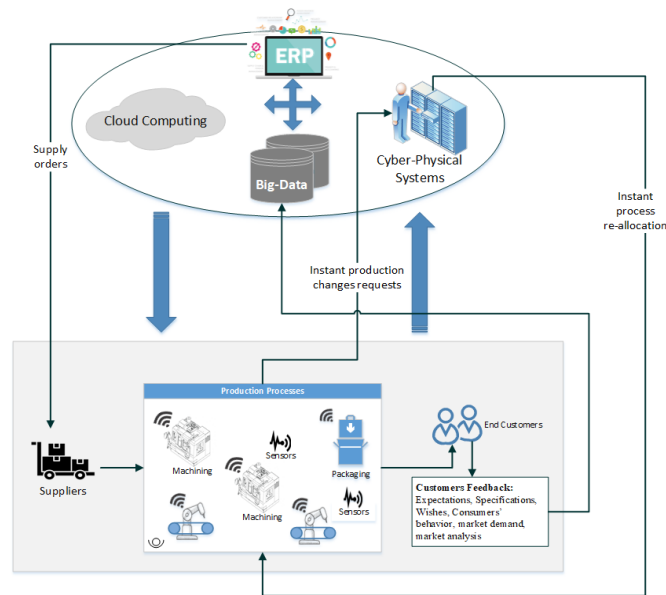 ERP
Cloud Computing
Supply
orders
Big-Data
Cyber-Physical
Systems
Instant
process
re-allocation
Instant production
changes requests
Production Processes
Machining
Sensors
Machining
Packaging
Sensors
Suppliers
End Customers
Customers Feedback:
Expectations, Specifications,
Wishes, Consumers'
behavior, market demand,
market analysis